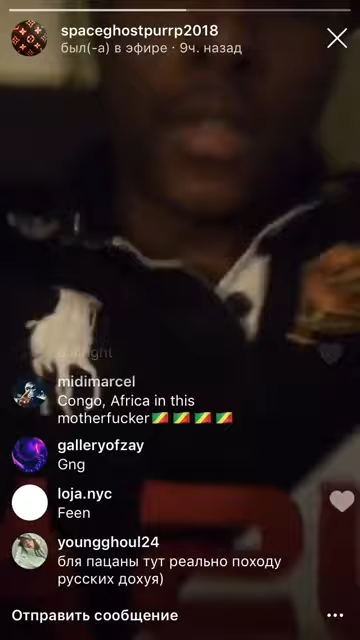 spaceghostpurrp2018
был(-а) в эфире · 9ч. назад
midimarcel
Congo, Africa in this
motherfucker🇨🇬 🇨🇬 🇨🇬 🇨🇬
galleryofzay
Gng
loja.nyc
Feen
youngghoul24
бля пацаны тут реально походу
русских дохуя)
Отправить сообщение